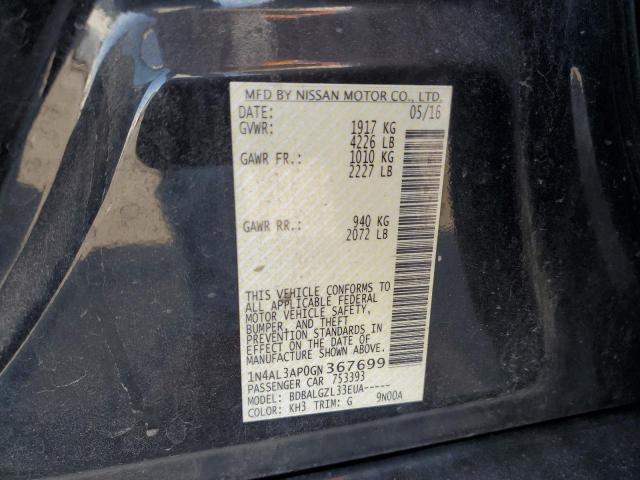 MFD BY NISSAN MOTOR CO., LTD.
DATE: 05/16
GVWR: 1917 KG
4226 LB
GAWR FR.: 1010 KG
2227 LB
GAWR RR.: 940 KG
2072 LB
THIS VEHICLE CONFORMS TO
ALL APPLICABLE FEDERAL
MOTOR VEHICLE SAFETY,
BUMPER, AND THEFT
PREVENTION STANDARDS IN
EFFECT ON THE DATE OF
MANUFACTURE SHOWN ABOVE.
1N4AL3AP0GN367699
PASSENGER CAR 753393
MODEL: BDBALGZL33EUA-----
COLOR: KH3 TRIM: G 9N00A